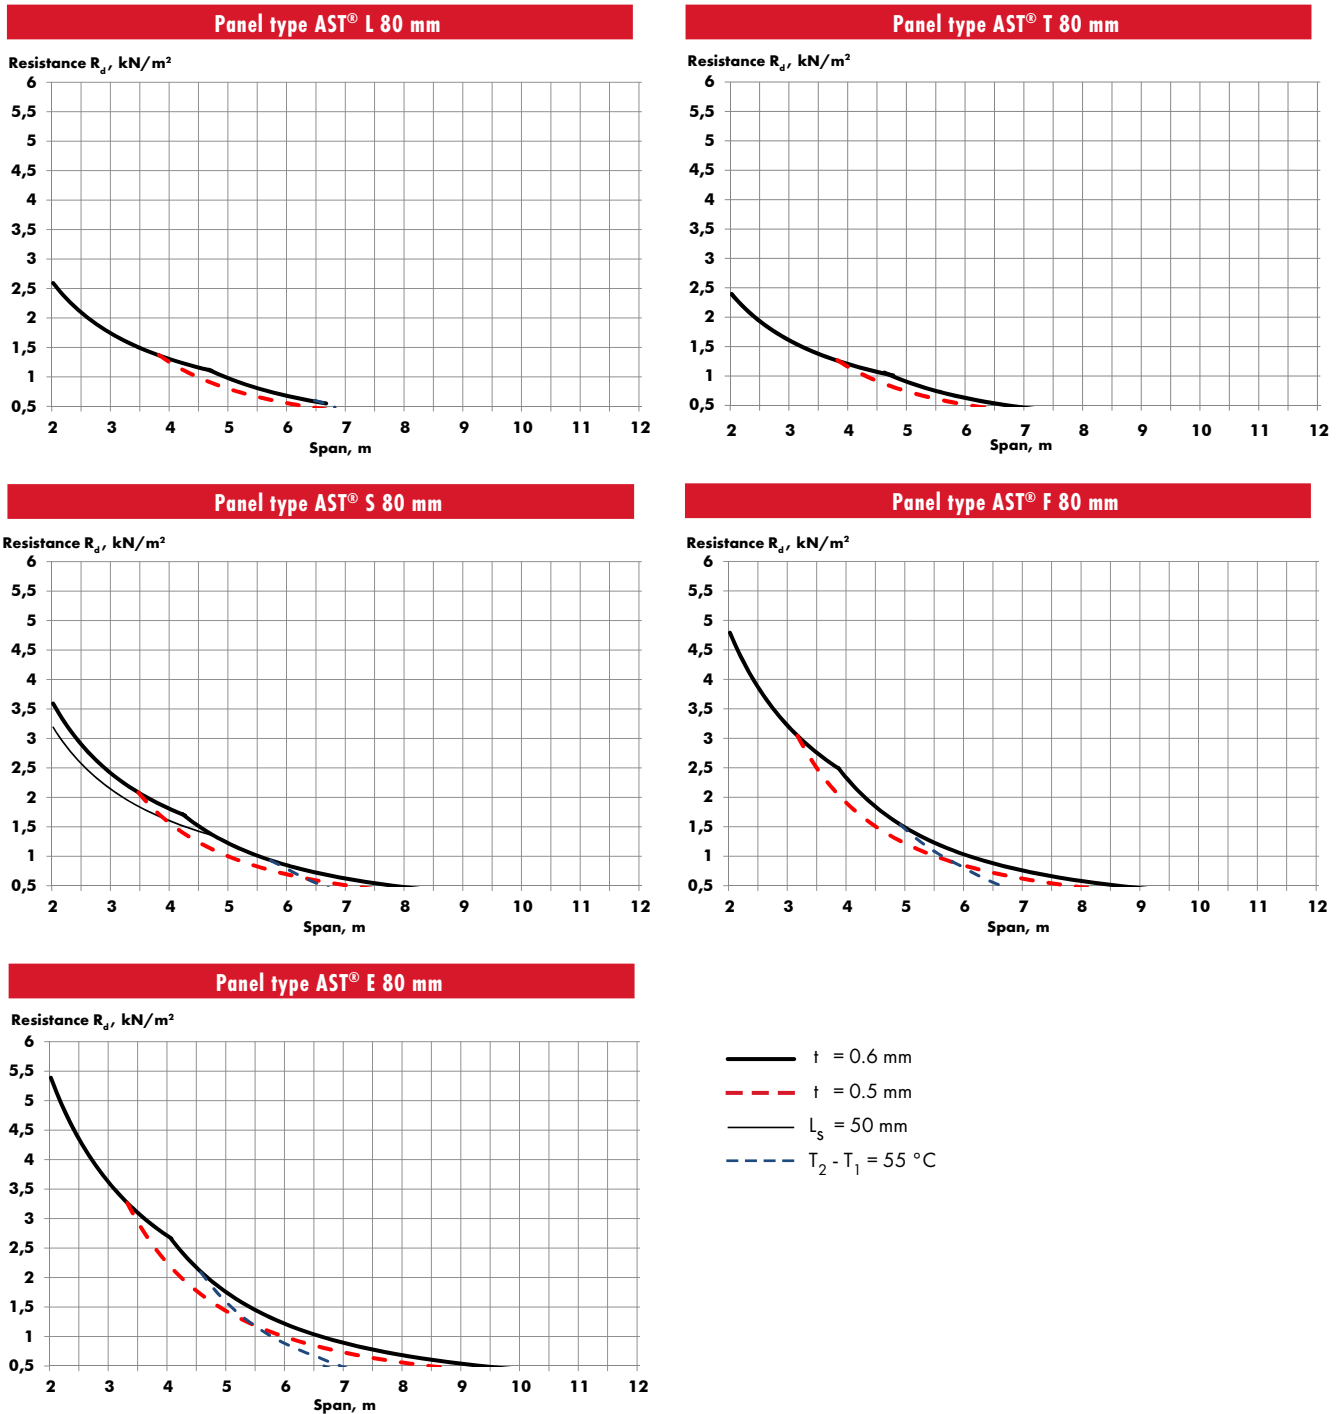 Panel type AST® L 80 mm
Resistance R_d, kN/m²
6
5,5
5
4,5
4
3,5
3
2,5
2
1,5
1
0,5
2 3 4 5 6 7 8 9 10 11 12
Span, m
Panel type AST® T 80 mm
Resistance R_d, kN/m²
6
5,5
5
4,5
4
3,5
3
2,5
2
1,5
1
0,5
2 3 4 5 6 7 8 9 10 11 12
Span, m
Panel type AST® S 80 mm
Resistance R_d, kN/m²
6
5,5
5
4,5
4
3,5
3
2,5
2
1,5
1
0,5
2 3 4 5 6 7 8 9 10 11 12
Span, m
Panel type AST® F 80 mm
Resistance R_d, kN/m²
6
5,5
5
4,5
4
3,5
3
2,5
2
1,5
1
0,5
2 3 4 5 6 7 8 9 10 11 12
Span, m
Panel type AST® E 80 mm
Resistance R_d, kN/m²
6
5,5
5
4,5
4
3,5
3
2,5
2
1,5
1
0,5
2 3 4 5 6 7 8 9 10 11 12
Span, m
t = 0.6 mm
t = 0.5 mm
L_s = 50 mm
T_2 - T_1 = 55 °C